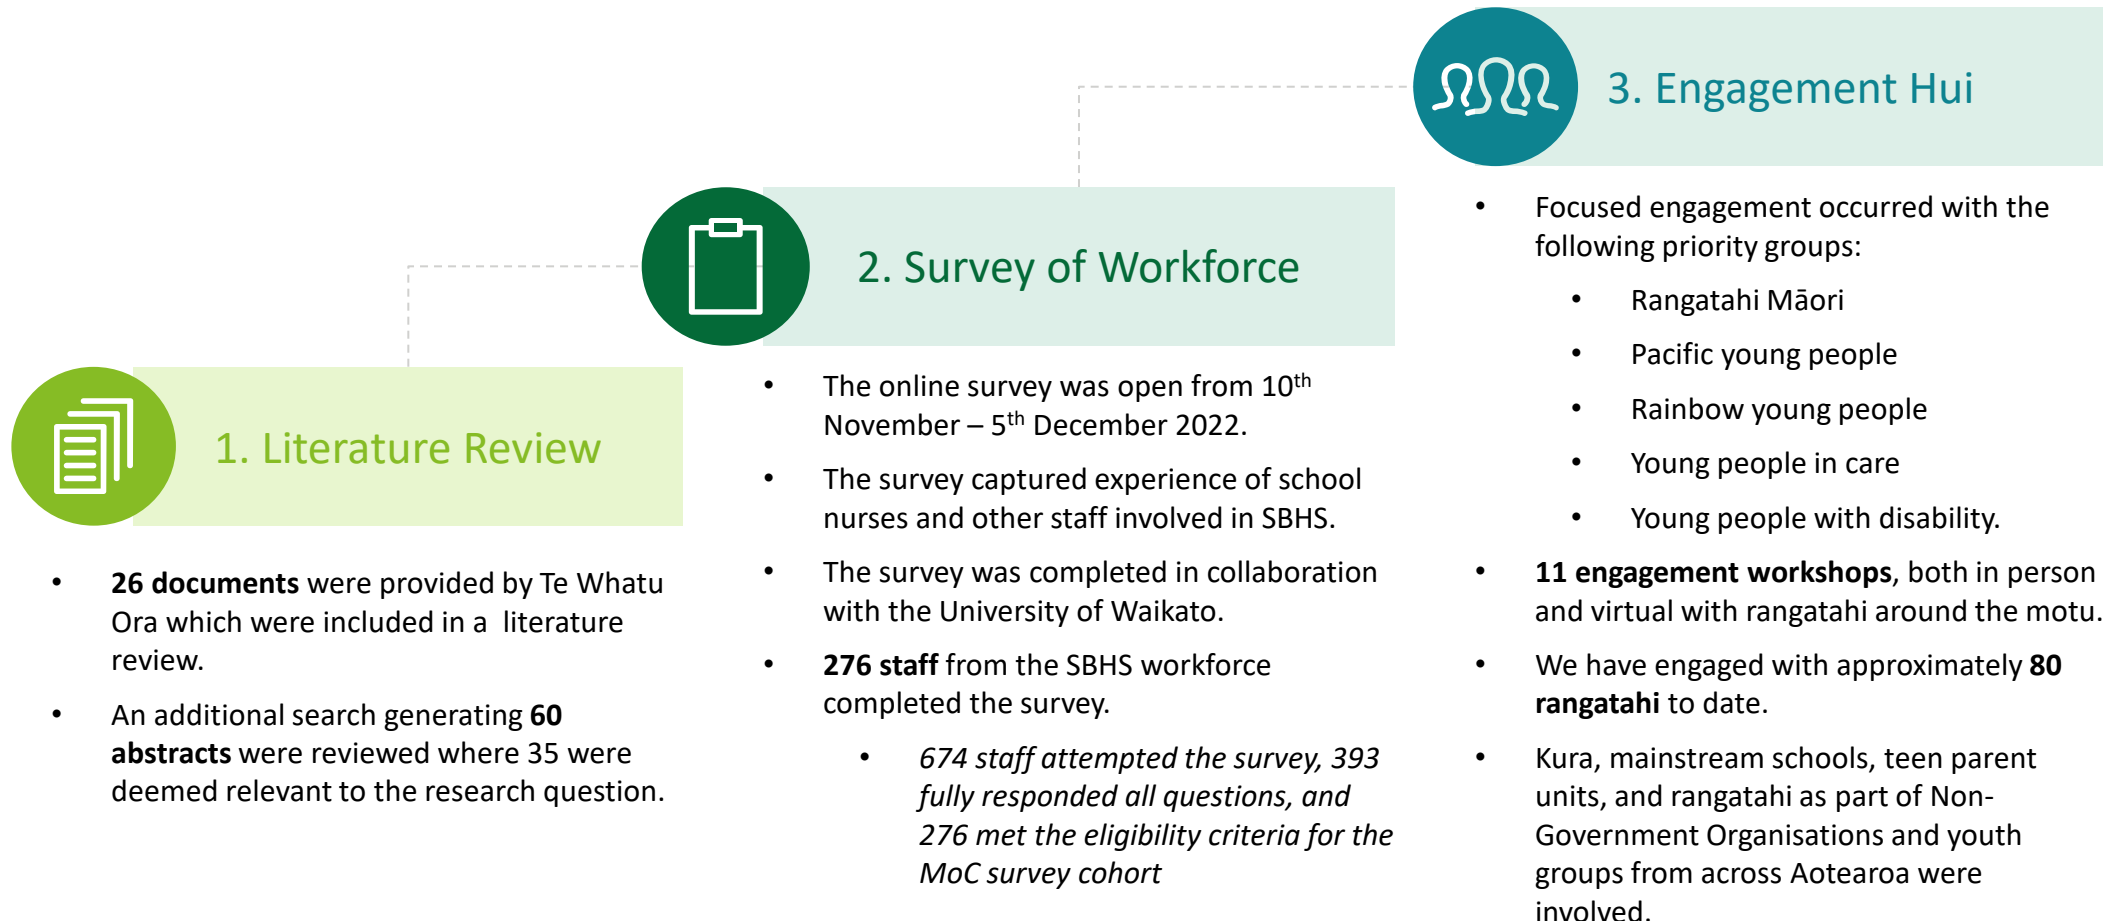 1. Literature Review
• 26 documents were provided by Te Whatu
Ora which were included in a literature
review.
• An additional search generating 60
abstracts were reviewed where 35 were
deemed relevant to the research question.
2. Survey of Workforce
• The online survey was open from 10th
November – 5th December 2022.
• The survey captured experience of school
nurses and other staff involved in SBHS.
• The survey was completed in collaboration
with the University of Waikato.
• 276 staff from the SBHS workforce
completed the survey.
• 674 staff attempted the survey, 393
fully responded all questions, and
276 met the eligibility criteria for the
MoC survey cohort
3. Engagement Hui
• Focused engagement occurred with the
following priority groups:
• Rangatahi Māori
• Pacific young people
• Rainbow young people
• Young people in care
• Young people with disability.
• 11 engagement workshops, both in person
and virtual with rangatahi around the motu.
• We have engaged with approximately 80
rangatahi to date.
• Kura, mainstream schools, teen parent
units, and rangatahi as part of Non-
Government Organisations and youth
groups from across Aotearoa were
involved.